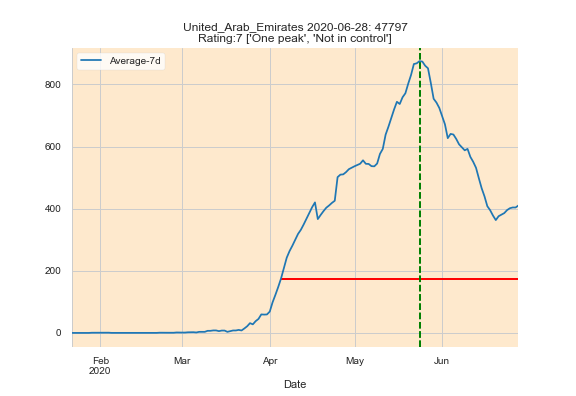 United_Arab_Emirates 2020-06-28: 47797
Rating:7 ['One peak', 'Not in control']
Average-7d
800
600
400
200
0
Feb
2020
Mar
Apr
May
Jun
Date